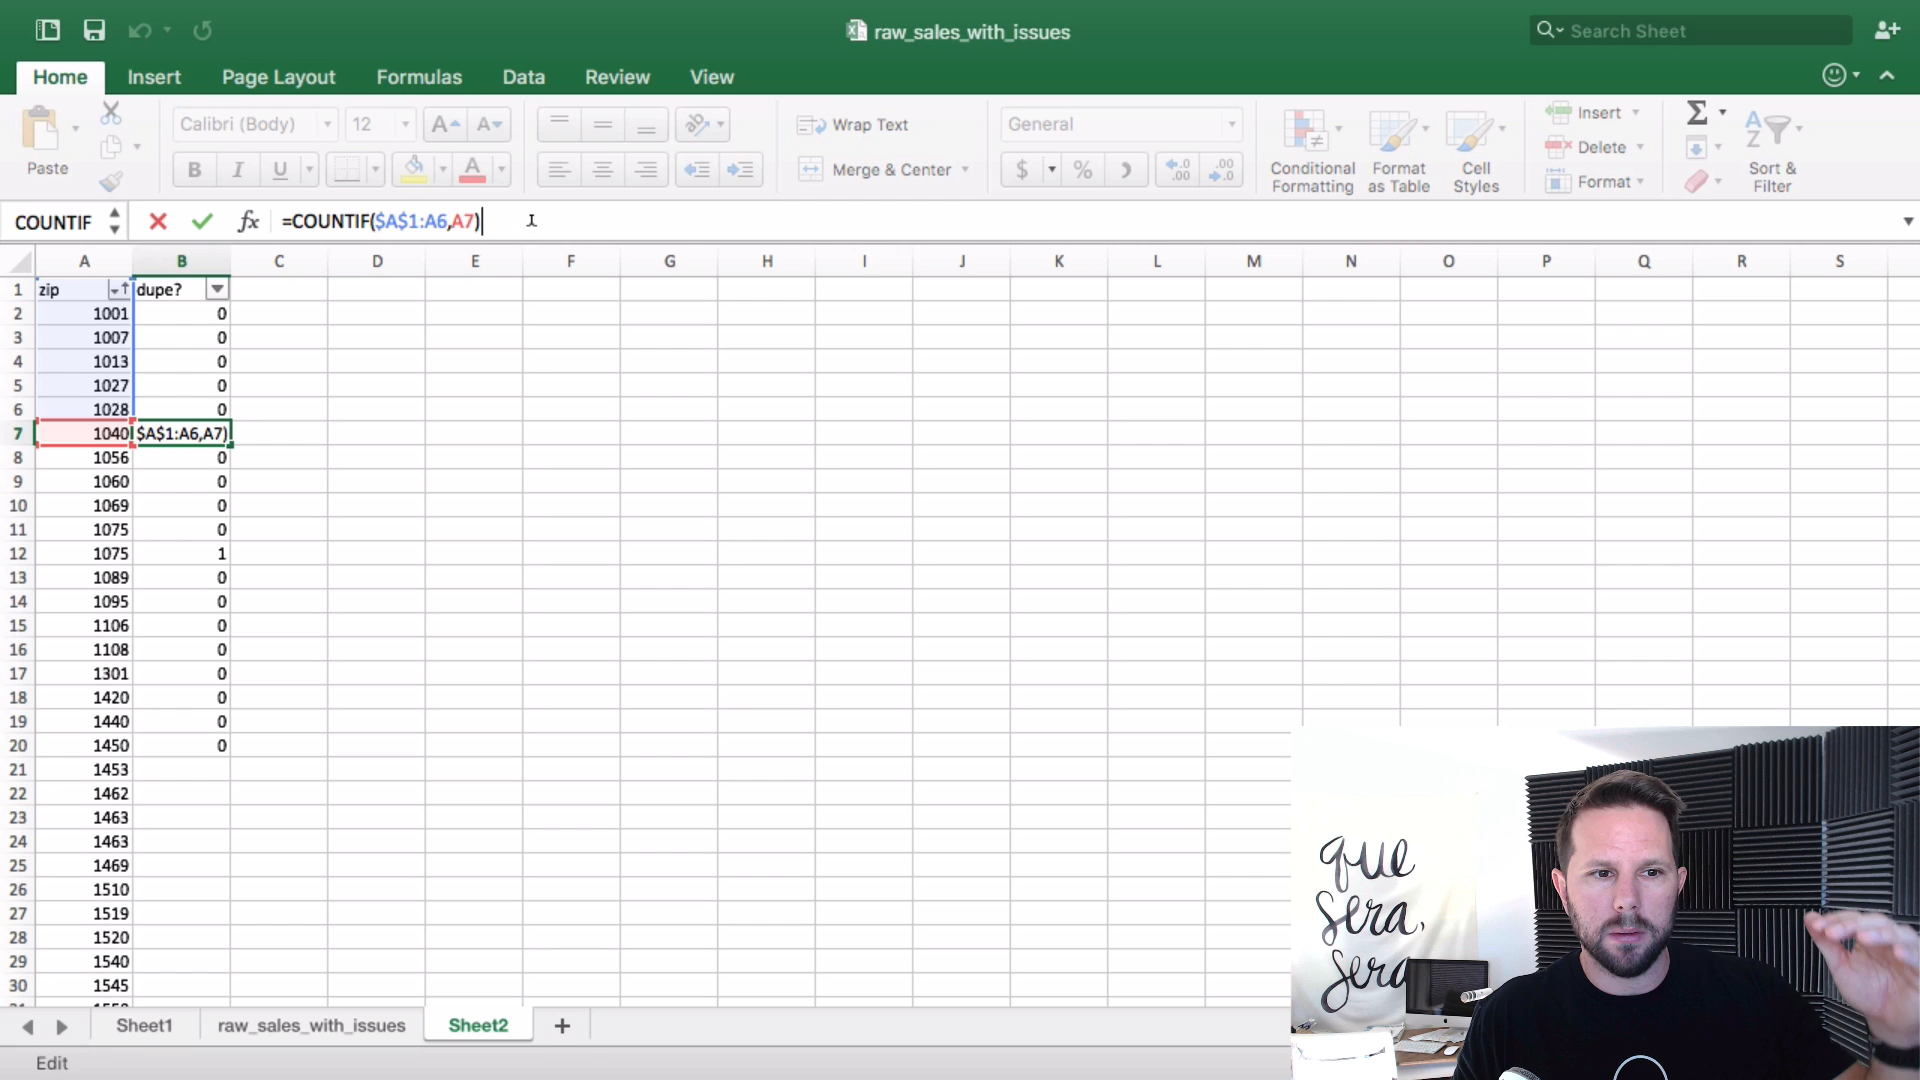 raw_sales_with_issues
Search Sheet
Home Insert Page Layout Formulas Data Review View
Paste
Calibri (Body) 12 A A
B I U A
Wrap Text
Merge & Center
General
$ % )
Conditional Formatting
Format as Table
Cell Styles
Insert
Delete
Format
Sort & Filter
COUNTIF fx =COUNTIF($A$1:A6,A7)
A B C D E F G H I J K L M N O P Q R S
1 zip dupe?
2 1001 0
3 1007 0
4 1013 0
5 1027 0
6 1028 0
7 1040 $A$1:A6,A7)
8 1056 0
9 1060 0
10 1069 0
11 1075 0
12 1075 1
13 1089 0
14 1095 0
15 1106 0
16 1108 0
17 1301 0
18 1420 0
19 1440 0
20 1450 0
21 1453
22 1462
23 1463
24 1463
25 1469
26 1510
27 1519
28 1520
29 1540
30 1545
que
sera,
sera
Sheet1 raw_sales_with_issues Sheet2 +
Edit